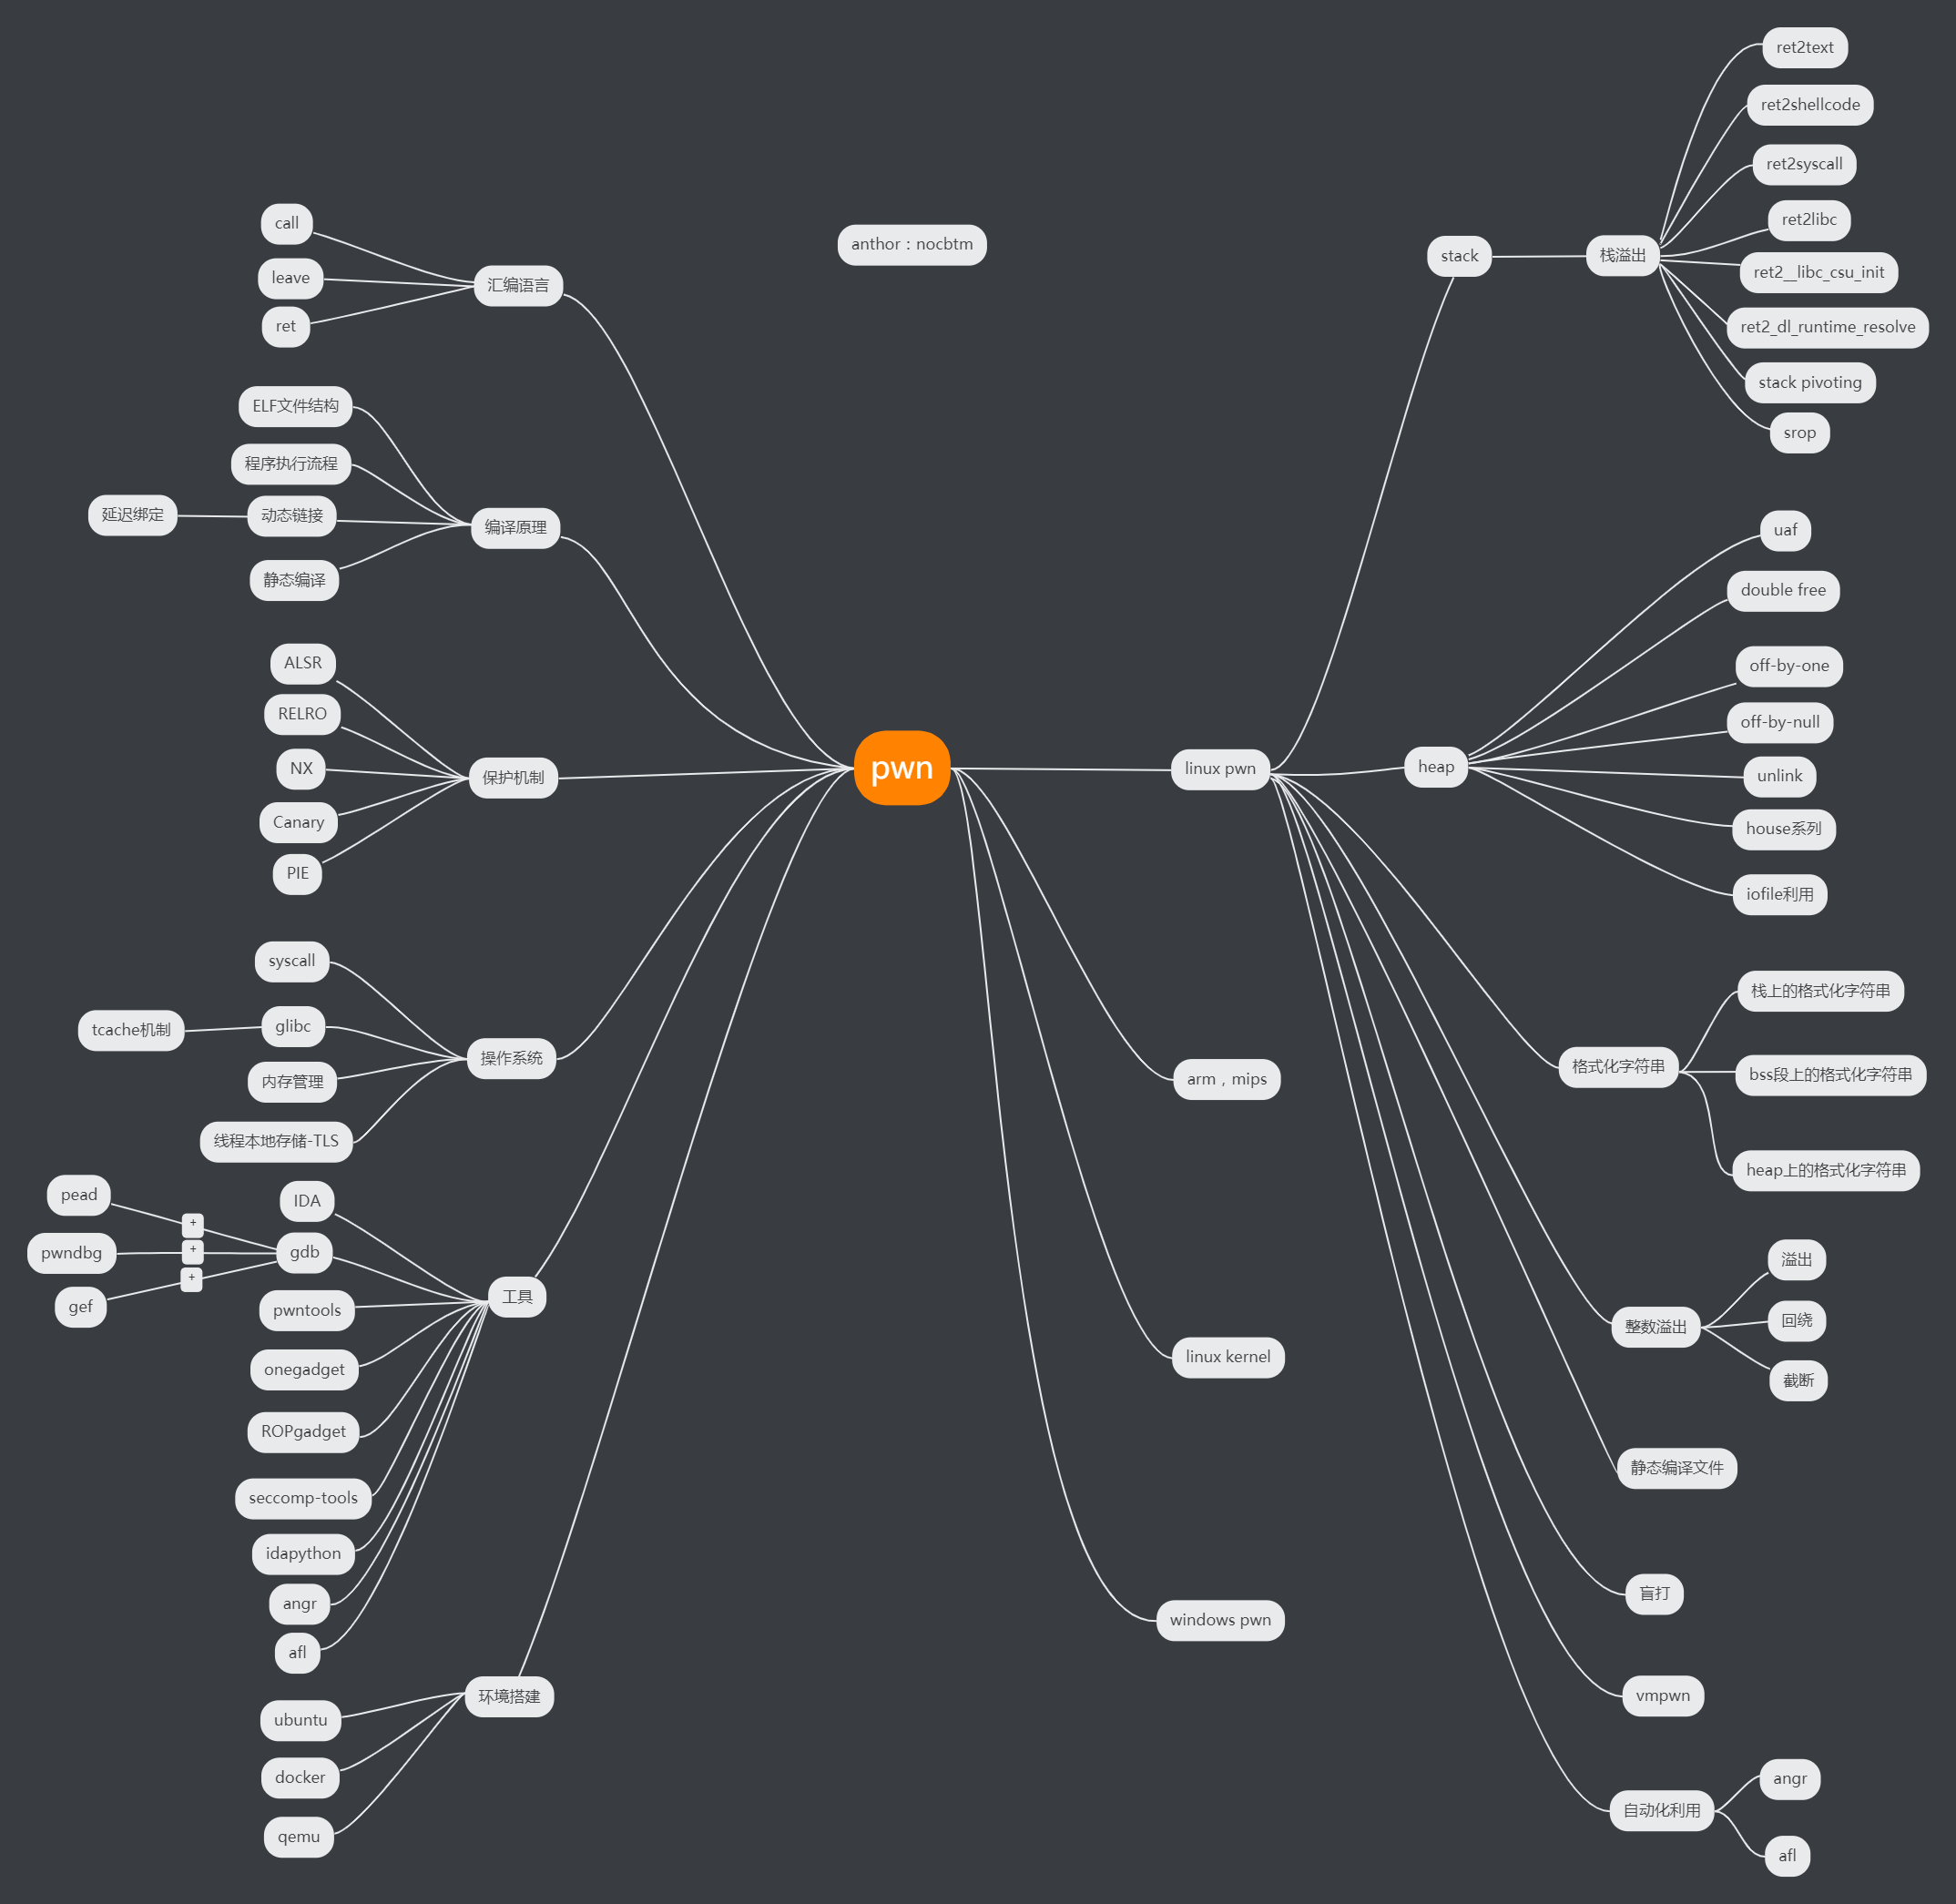 pwn
anthor：nocbtm
汇编语言
call
leave
ret
编译原理
ELF文件结构
程序执行流程
动态链接
延迟绑定
静态编译
保护机制
ALSR
RELRO
NX
Canary
PIE
操作系统
syscall
glibc
tcache机制
内存管理
线程本地存储-TLS
工具
IDA
gdb
+
pead
+
pwndbg
+
gef
pwntools
onegadget
ROPgadget
seccomp-tools
idapython
angr
afl
环境搭建
ubuntu
docker
qemu
linux pwn
stack
栈溢出
ret2text
ret2shellcode
ret2syscall
ret2libc
ret2__libc_csu_init
ret2_dl_runtime_resolve
stack pivoting
srop
heap
uaf
double free
off-by-one
off-by-null
unlink
house系列
iofile利用
格式化字符串
栈上的格式化字符串
bss段上的格式化字符串
heap上的格式化字符串
整数溢出
溢出
回绕
截断
静态编译文件
盲打
vmpwn
自动化利用
angr
afl
arm，mips
linux kernel
windows pwn